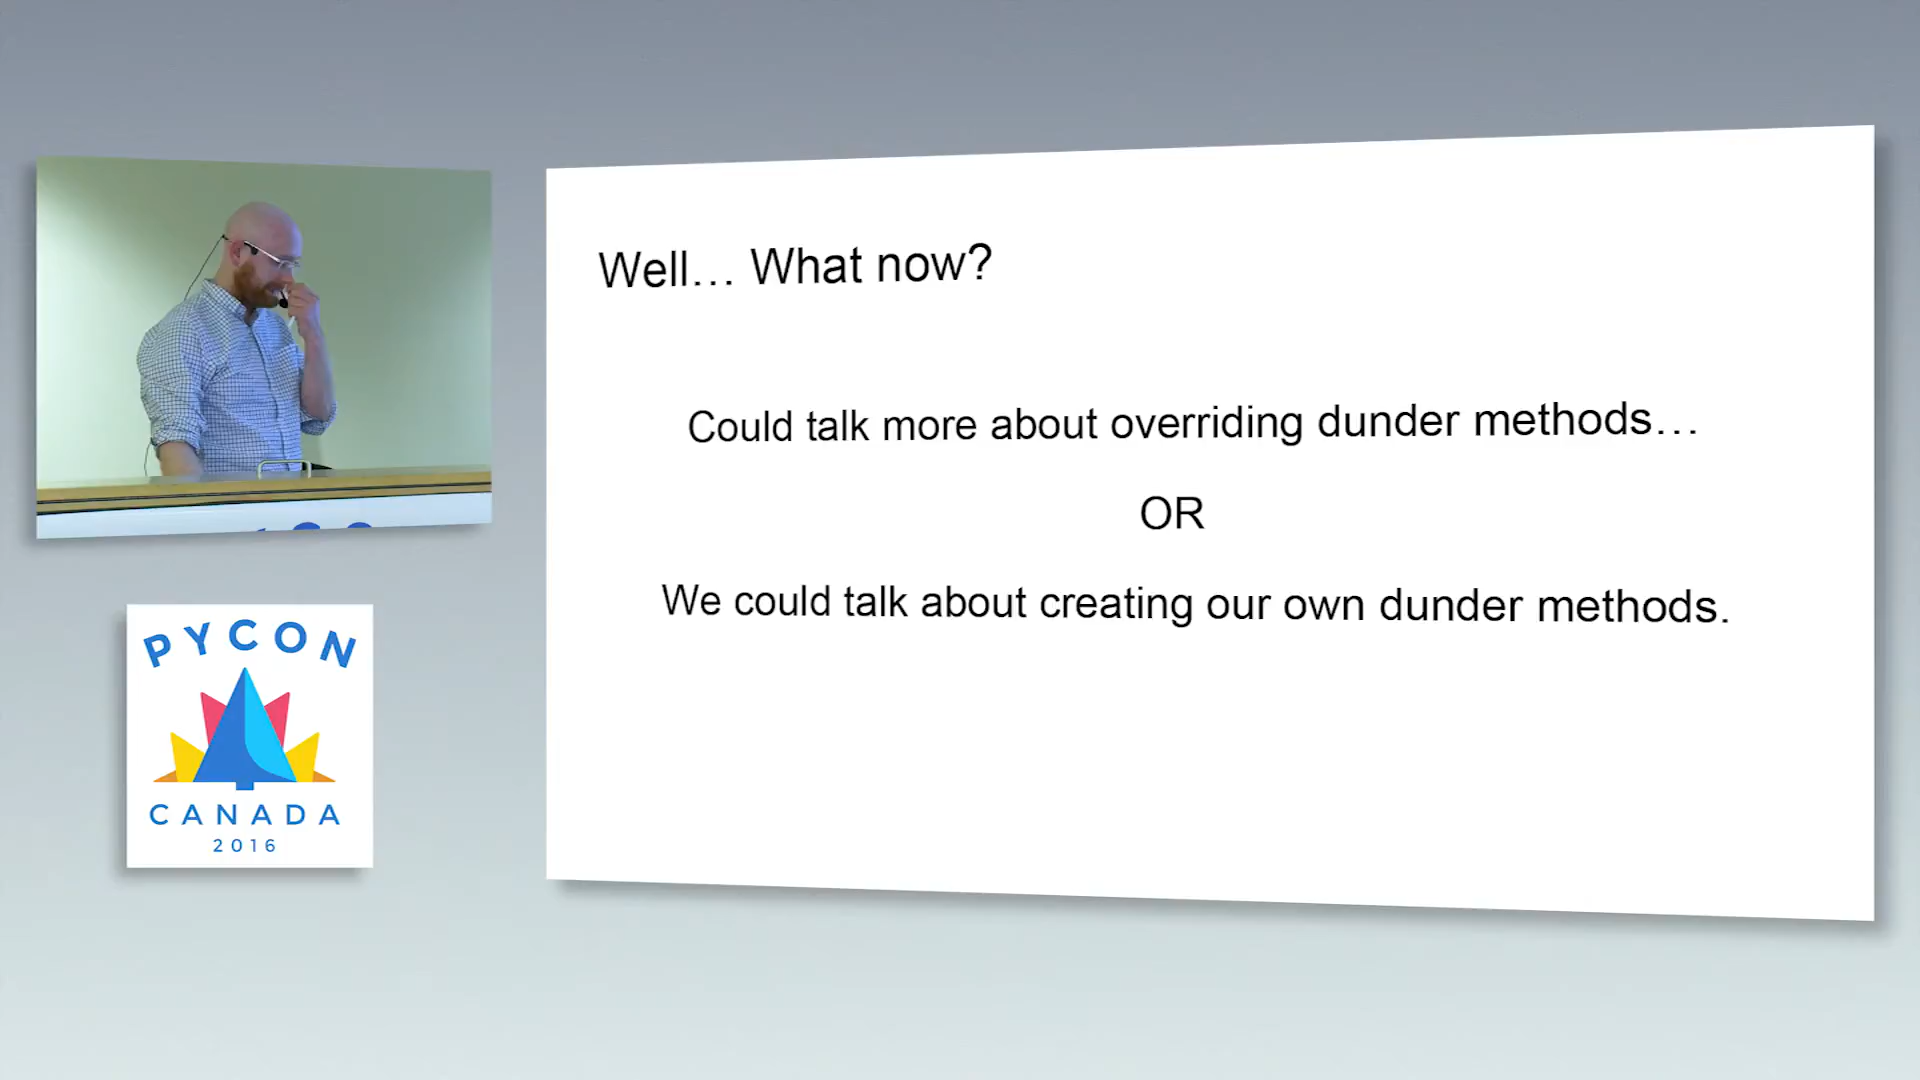 Well… What now?
Could talk more about overriding dunder methods…
OR
We could talk about creating our own dunder methods.
PYCON
CANADA
2016